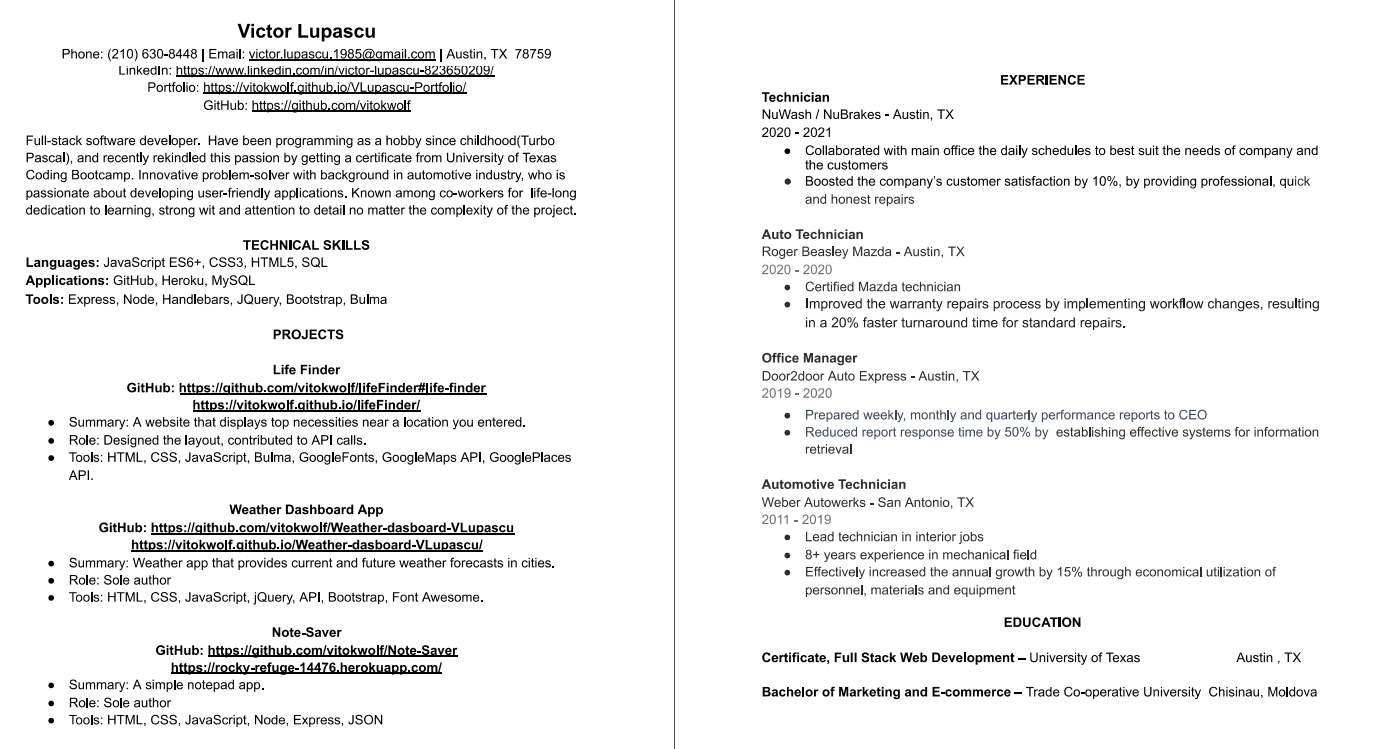 Victor Lupascu
Phone: (210) 630-8448 | Email: victor.lupascu.1985@gmail.com | Austin, TX  78759
LinkedIn: https://www.linkedin.com/in/victor-lupascu-823650209/
Portfolio: https://vitokwolf.github.io/VLupascu-Portfolio/
GitHub: https://github.com/vitokwolf
Full-stack software developer.  Have been programming as a hobby since childhood(Turbo
Pascal), and recently rekindled this passion by getting a certificate from University of Texas
Coding Bootcamp. Innovative problem-solver with background in automotive industry, who is
passionate about developing user-friendly applications. Known among co-workers for  life-long
dedication to learning, strong wit and attention to detail no matter the complexity of the project.
TECHNICAL SKILLS
Languages: JavaScript ES6+, CSS3, HTML5, SQL
Applications: GitHub, Heroku, MySQL
Tools: Express, Node, Handlebars, JQuery, Bootstrap, Bulma
PROJECTS
Life Finder
GitHub: https://github.com/vitokwolf/lifeFinder#life-finder
https://vitokwolf.github.io/lifeFinder/
● Summary: A website that displays top necessities near a location you entered.
● Role: Designed the layout, contributed to API calls.
● Tools: HTML, CSS, JavaScript, Bulma, GoogleFonts, GoogleMaps API, GooglePlaces
API.
Weather Dashboard App
GitHub: https://github.com/vitokwolf/Weather-dasboard-VLupascu
https://vitokwolf.github.io/Weather-dasboard-VLupascu/
● Summary: Weather app that provides current and future weather forecasts in cities.
● Role: Sole author
● Tools: HTML, CSS, JavaScript, jQuery, API, Bootstrap, Font Awesome.
Note-Saver
GitHub: https://github.com/vitokwolf/Note-Saver
https://rocky-refuge-14476.herokuapp.com/
● Summary: A simple notepad app.
● Role: Sole author
● Tools: HTML, CSS, JavaScript, Node, Express, JSON
EXPERIENCE
Technician
NuWash / NuBrakes - Austin, TX
2020 - 2021
● Collaborated with main office the daily schedules to best suit the needs of company and
the customers
● Boosted the company's customer satisfaction by 10%, by providing professional, quick
and honest repairs
Auto Technician
Roger Beasley Mazda - Austin, TX
2020 - 2020
● Certified Mazda technician
● Improved the warranty repairs process by implementing workflow changes, resulting
in a 20% faster turnaround time for standard repairs.
Office Manager
Door2door Auto Express - Austin, TX
2019 - 2020
● Prepared weekly, monthly and quarterly performance reports to CEO
● Reduced report response time by 50% by  establishing effective systems for information
retrieval
Automotive Technician
Weber Autowerks - San Antonio, TX
2011 - 2019
● Lead technician in interior jobs
● 8+ years experience in mechanical field
● Effectively increased the annual growth by 15% through economical utilization of
personnel, materials and equipment
EDUCATION
Certificate, Full Stack Web Development – University of Texas Austin , TX
Bachelor of Marketing and E-commerce – Trade Co-operative University  Chisinau, Moldova